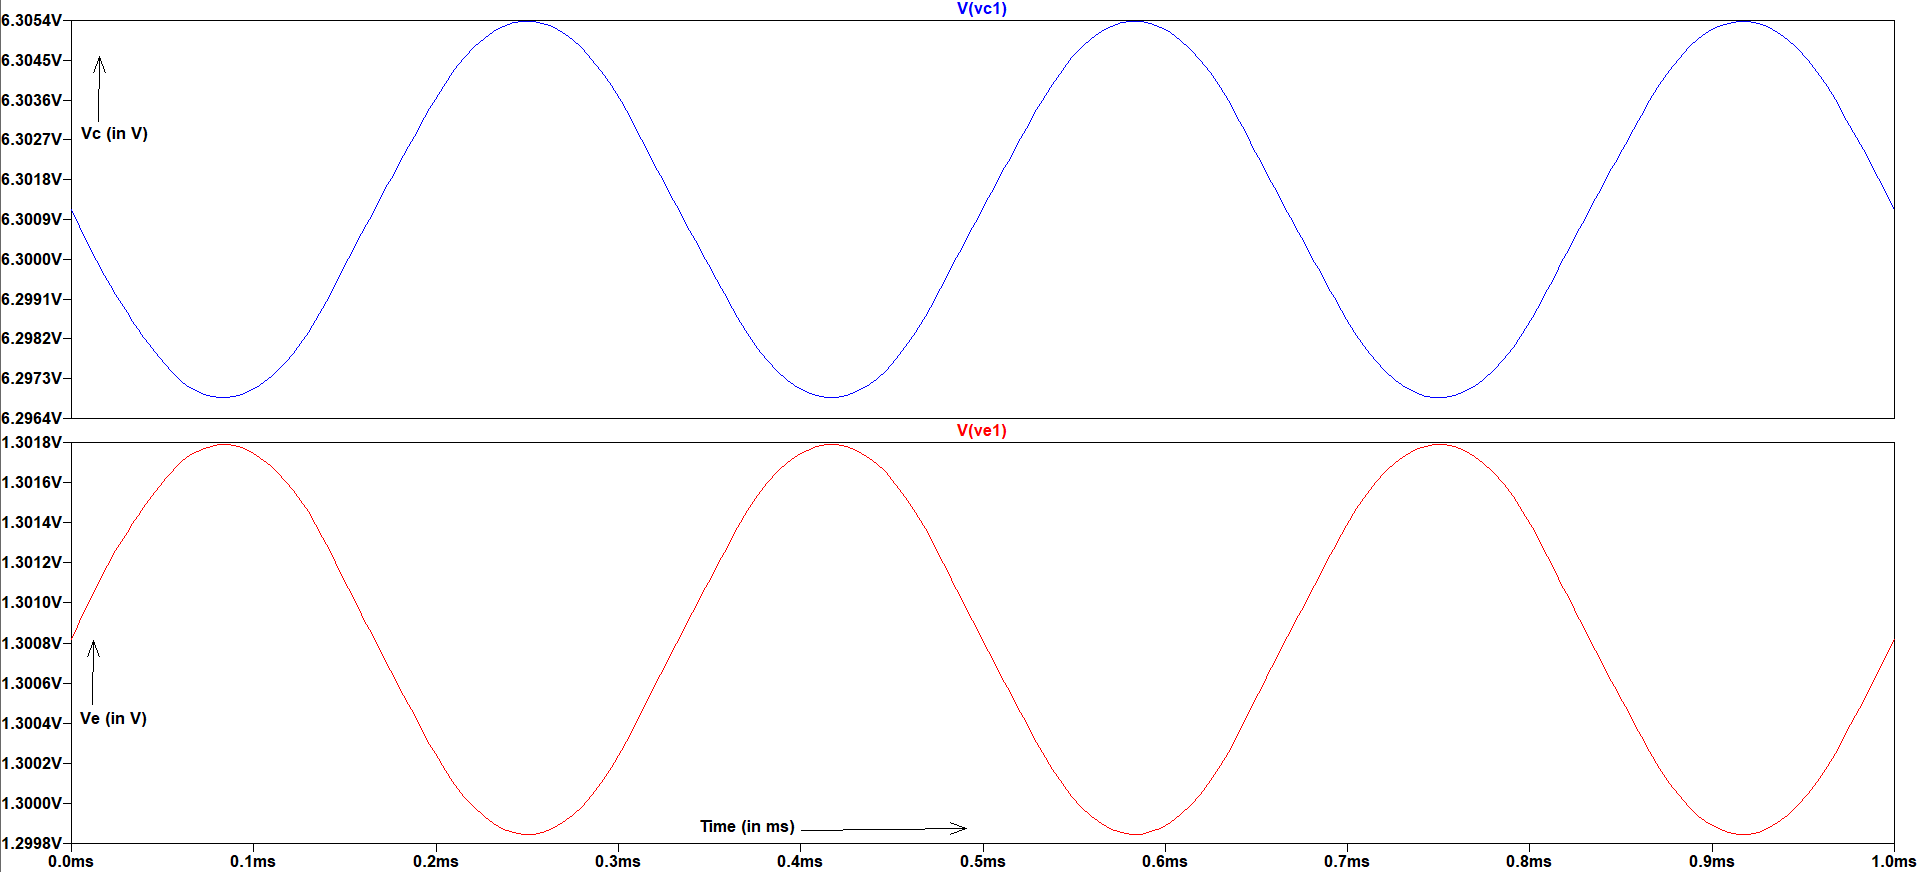 V(vc1)
6.3054V
6.3045V
6.3036V
6.3027V
6.3018V
6.3009V
6.3000V
6.2991V
6.2982V
6.2973V
6.2964V
Vc (in V)
V(ve1)
1.3018V
1.3016V
1.3014V
1.3012V
1.3010V
1.3008V
1.3006V
1.3004V
1.3002V
1.3000V
1.2998V
Ve (in V)
Time (in ms)
0.0ms 0.1ms 0.2ms 0.3ms 0.4ms 0.5ms 0.6ms 0.7ms 0.8ms 0.9ms 1.0ms